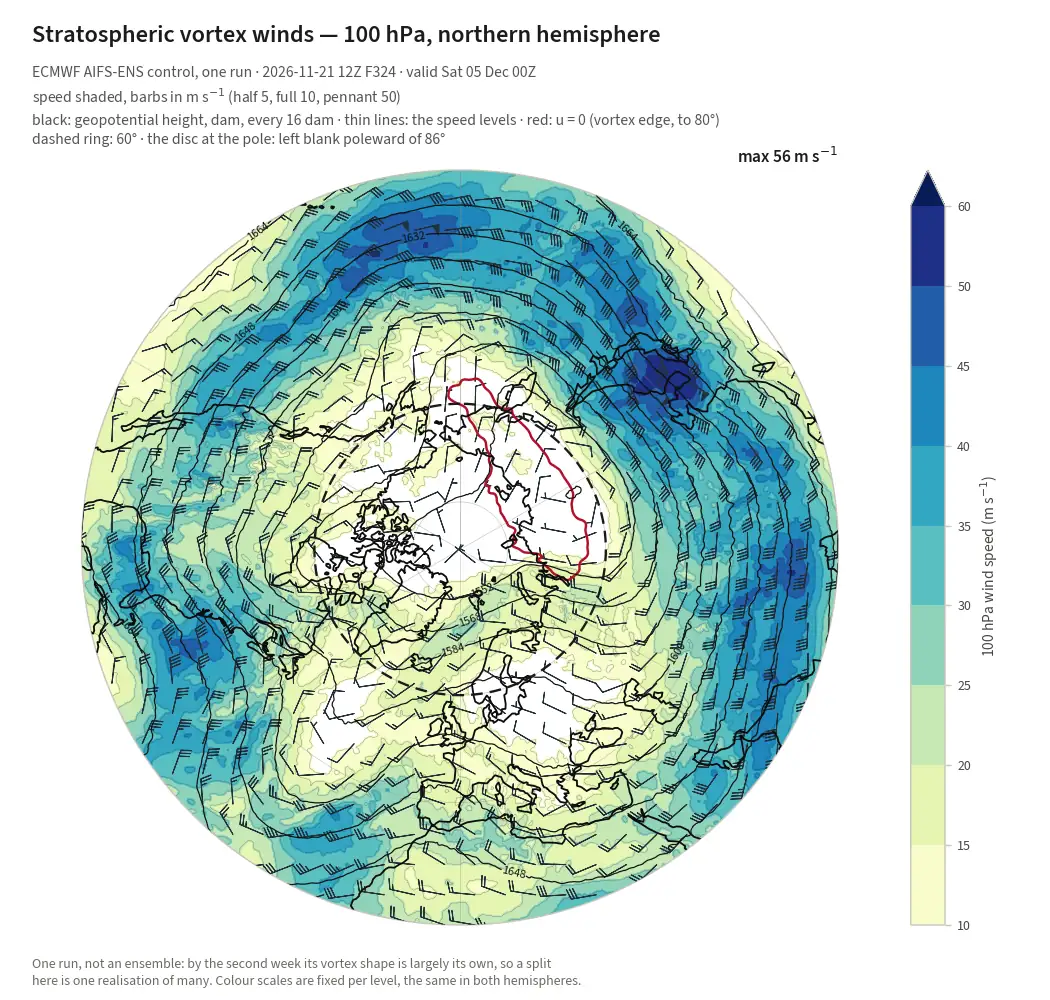 Stratospheric vortex winds — 100 hPa, northern hemisphere
ECMWF AIFS-ENS control, one run · 2026-11-21 12Z F324 · valid Sat 05 Dec 00Z
speed shaded, barbs in m s⁻¹ (half 5, full 10, pennant 50)
black: geopotential height, dam, every 16 dam · thin lines: the speed levels · red: u = 0 (vortex edge, to 80°)
dashed ring: 60° · the disc at the pole: left blank poleward of 86°
max 56 m s⁻¹
1664
1632
1664
1648
1584
1648
60
50
45
40
35
30
25
20
15
10
100 hPa wind speed (m s⁻¹)
One run, not an ensemble: by the second week its vortex shape is largely its own, so a split
here is one realisation of many. Colour scales are fixed per level, the same in both hemispheres.